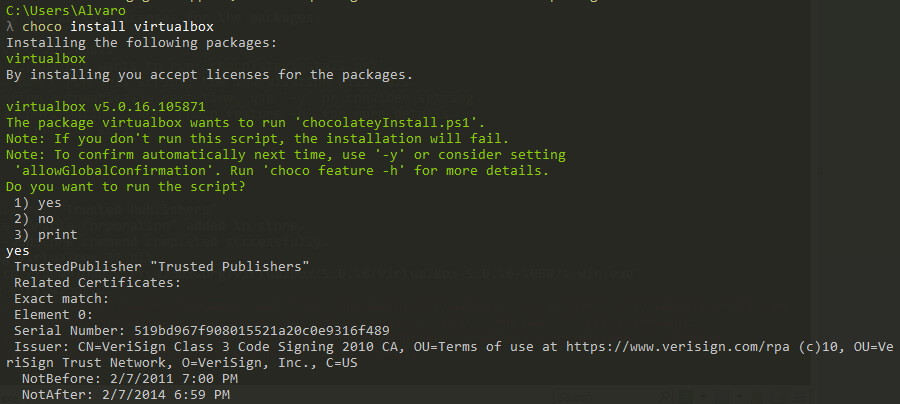 C:\Users\Alvaro
λ choco install virtualbox
Installing the following packages:
virtualbox
By installing you accept licenses for the packages.
virtualbox v5.0.16.105871
The package virtualbox wants to run 'chocolateyInstall.ps1'.
Note: If you don't run this script, the installation will fail.
Note: To confirm automatically next time, use '-y' or consider setting
'allowGlobalConfirmation'. Run 'choco feature -h' for more details.
Do you want to run the script?
1) yes
2) no
3) print
yes
TrustedPublisher "Trusted Publishers"
Related Certificates:
Exact match:
Element 0:
Serial Number: 519bd967f908015521a20c0e9316f489
Issuer: CN=VeriSign Class 3 Code Signing 2010 CA, OU=Terms of use at https://www.verisign.com/rpa (c)10, OU=Ve
riSign Trust Network, O=VeriSign, Inc., C=US
NotBefore: 2/7/2011 7:00 PM
NotAfter: 2/7/2014 6:59 PM